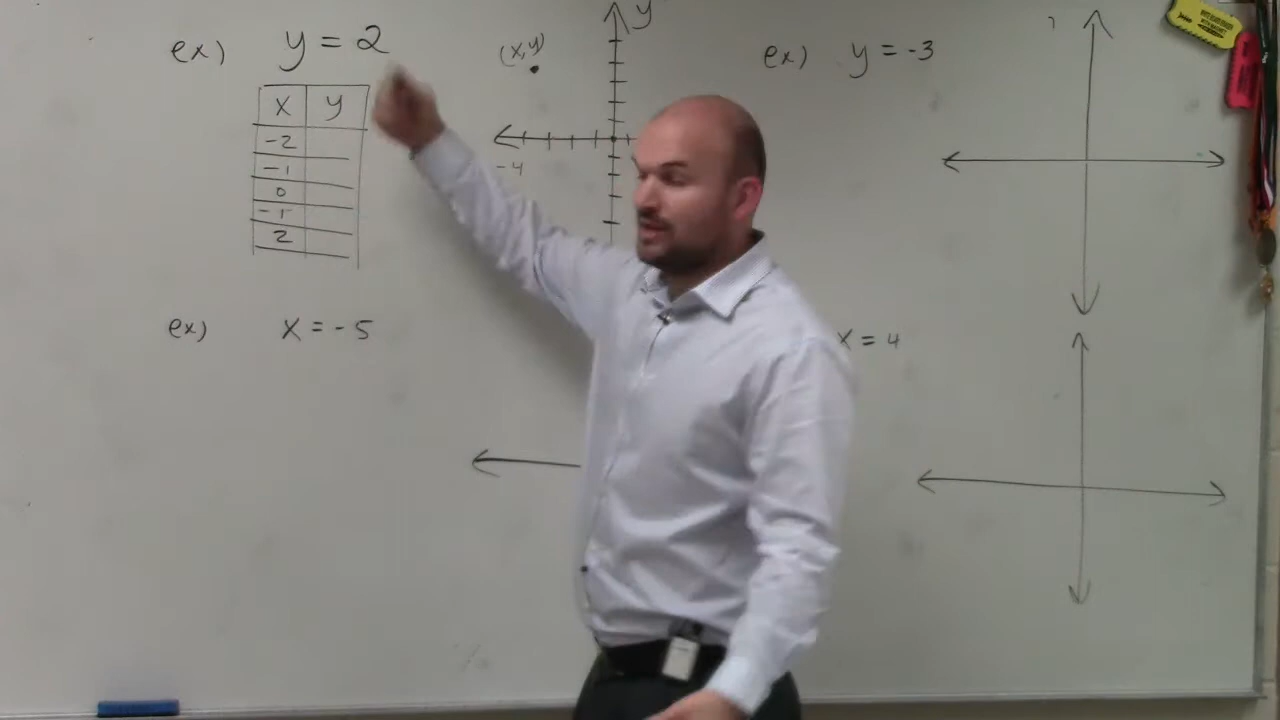 ex) y = 2
x y
-2
-1
0
-1
2
(x,y)
y
-4
ex) y = -3
ex) x = -5
x = 4